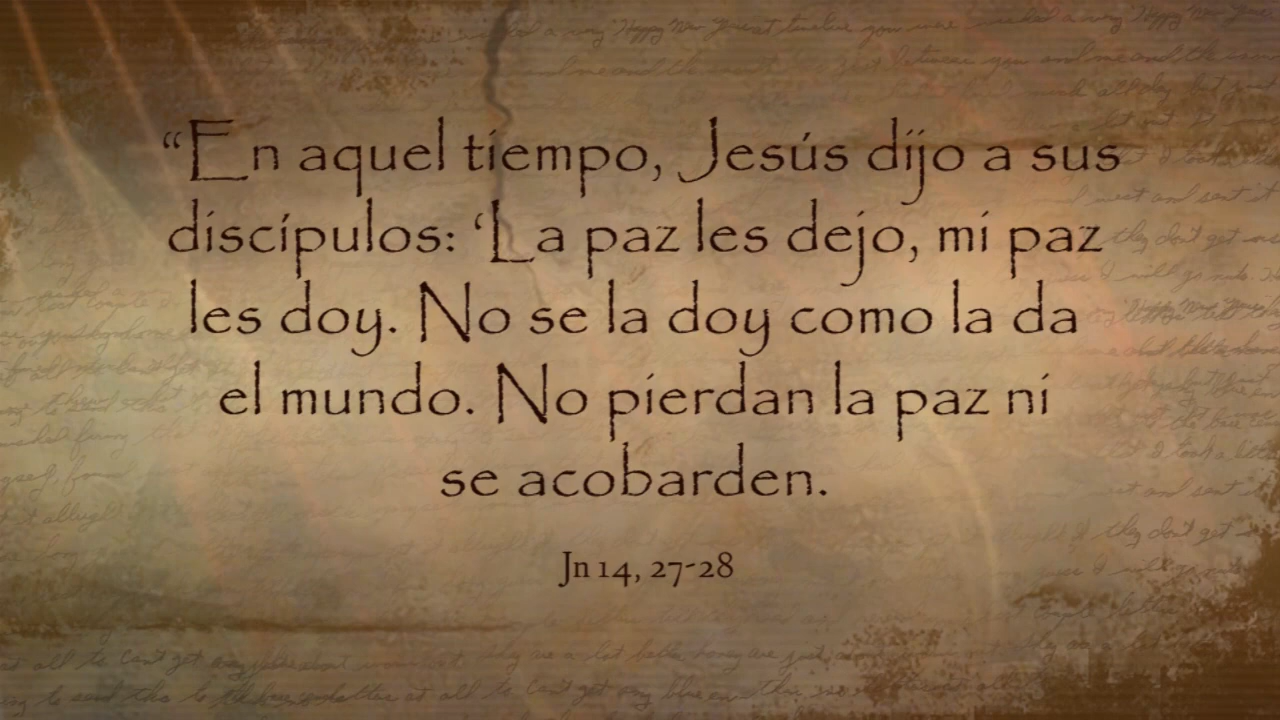 “En aquel tiempo, Jesús dijo a sus
discípulos: ‘La paz les dejo, mi paz
les doy. No se la doy como la da
el mundo. No pierdan la paz ni
se acobarden.
Jn 14, 27-28